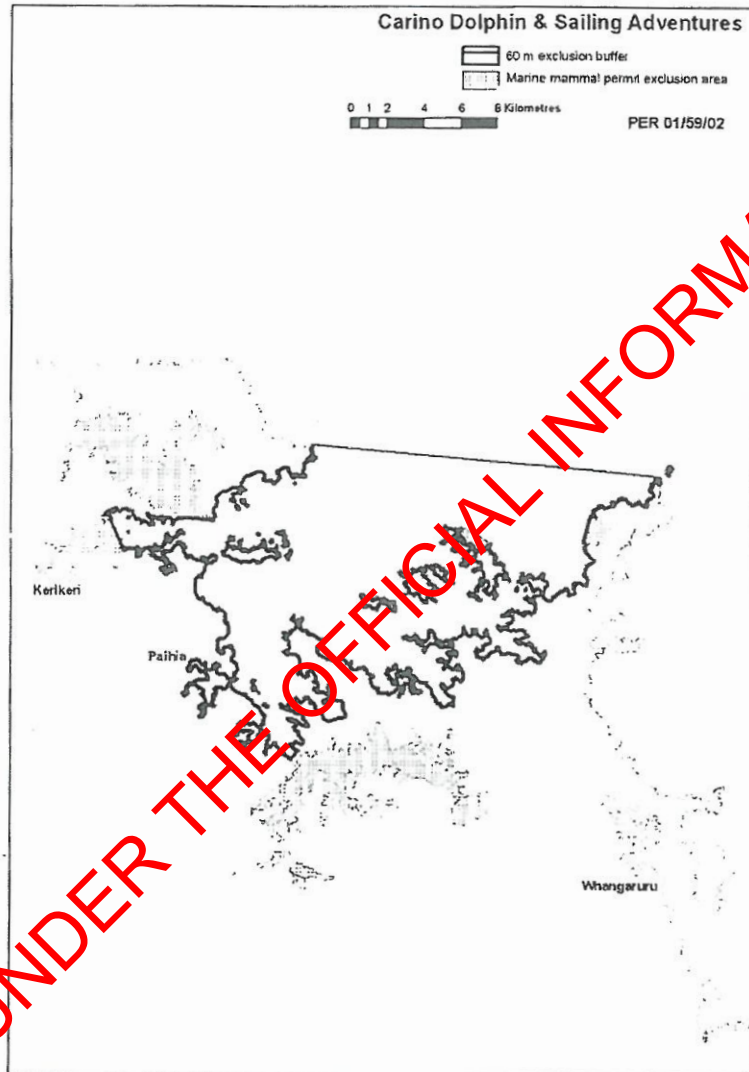 Carino Dolphin & Sailing Adventures
60 m exclusion buffer
Marine mammal permit exclusion area
0 1 2 4 6 8 Kilometres
PER 01/59/02
Kerikeri
Paihia
Whangaruru
UNDER THE OFFICIAL INFORMA